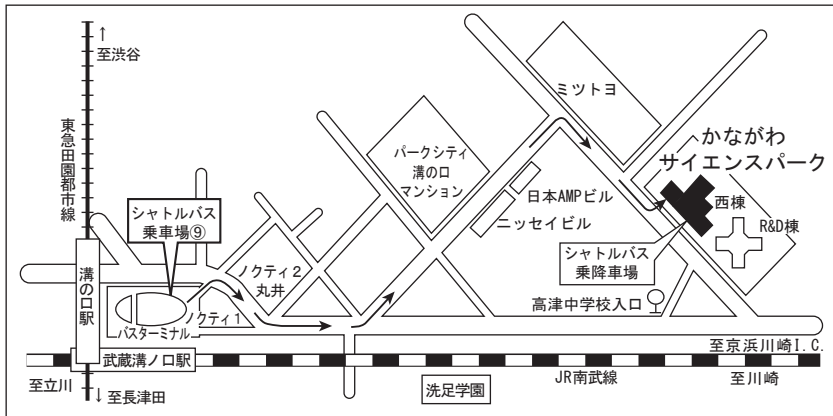 ↑
至渋谷
東急田園都市線
シャトルバス
乗車場⑨
溝の口駅
バスターミナル
ノクティ1
ノクティ2
丸井
パークシティ
溝の口
マンション
ミツトヨ
日本AMPビル
ニッセイビル
かながわ
サイエンスパーク
西棟
R&D棟
シャトルバス
乗降車場
高津中学校入口
至京浜川崎I.C.
武蔵溝ノ口駅
至立川
↓至長津田
洗足学園
JR南武線
至川崎